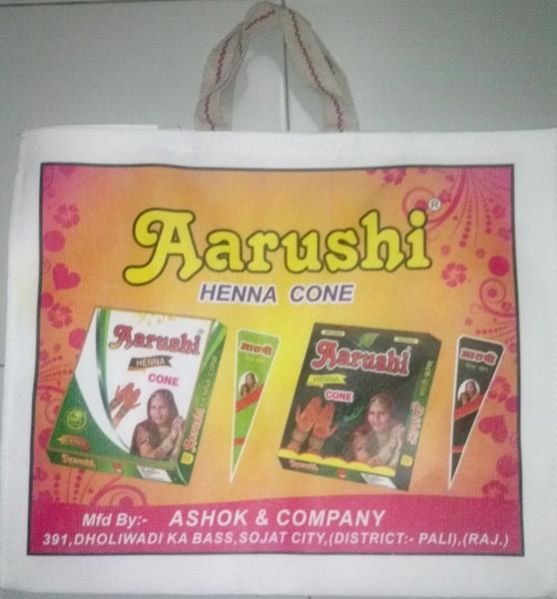 Aarushi®
HENNA CONE
Aarushi
HENNA
CONE
Aarushi
HENNA
CONE
Mfd By:- ASHOK & COMPANY
391,DHOLIWADI KA BASS,SOJAT CITY,(DISTRICT:- PALI),(RAJ.)